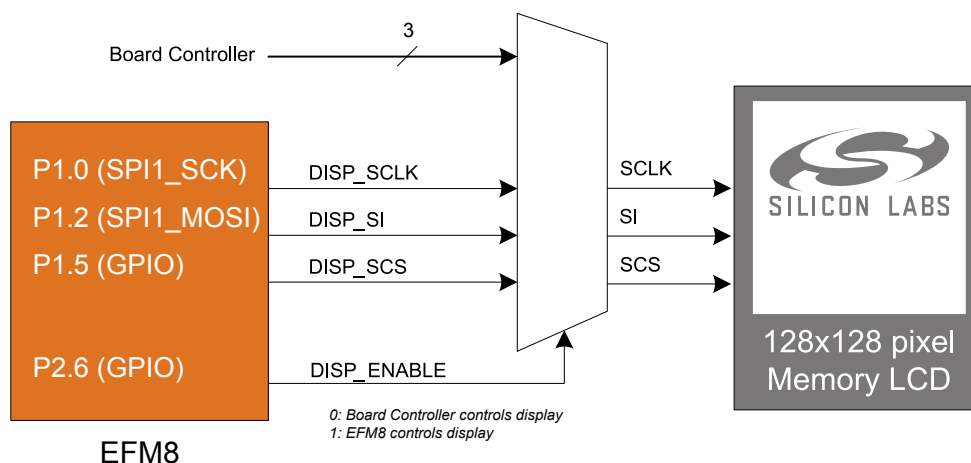 3
Board Controller
P1.0 (SPI1_SCK)
DISP_SCLK
SCLK
P1.2 (SPI1_MOSI)
DISP_SI
SI
P1.5 (GPIO)
DISP_SCS
SCS
P2.6 (GPIO)
DISP_ENABLE
0: Board Controller controls display
1: EFM8 controls display
EFM8
SILICON LABS
128x128 pixel
Memory LCD